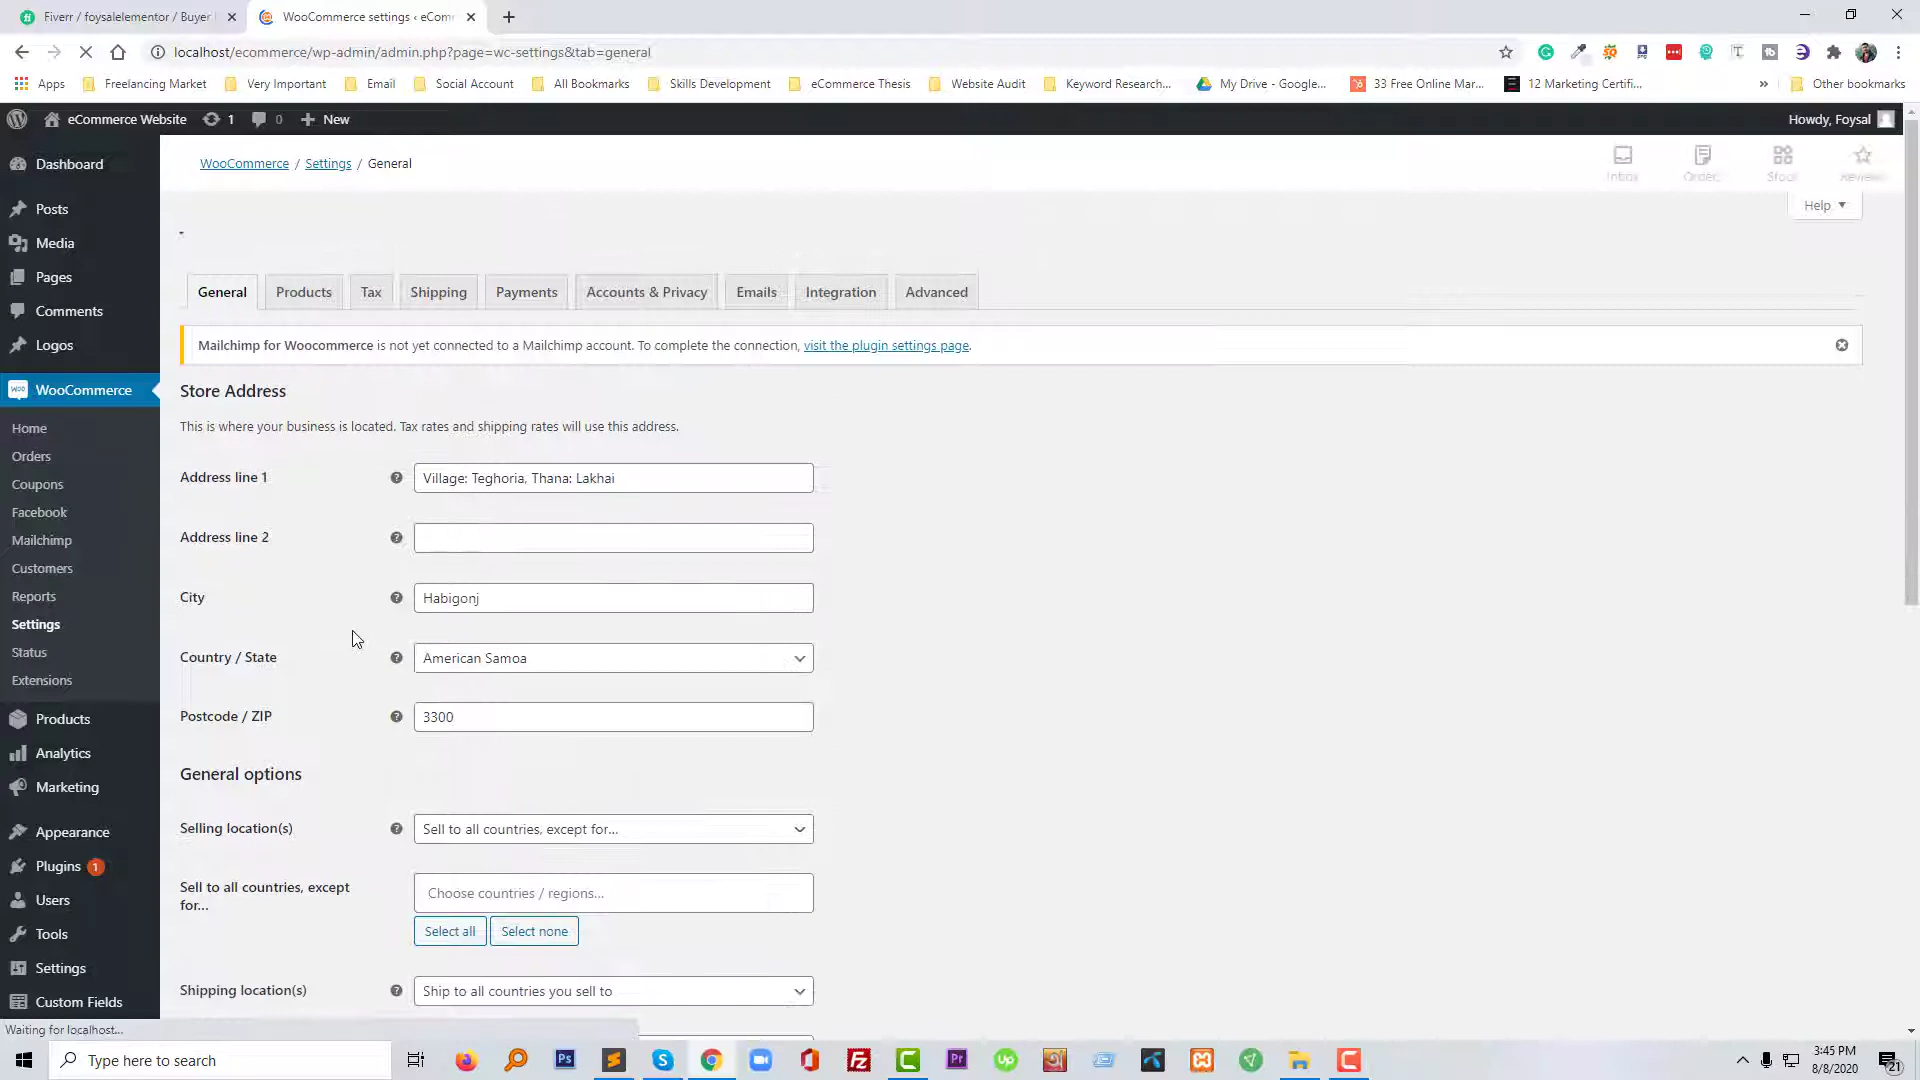 Fiverr / foysalelementor / Buyer
WooCommerce settings ‹ eCom
localhost/ecommerce/wp-admin/admin.php?page=wc-settings&tab=general
Apps
Freelancing Market
Very Important
Email
Social Account
All Bookmarks
Skills Development
eCommerce Thesis
Website Audit
Keyword Research...
My Drive - Google...
33 Free Online Mar...
12 Marketing Certifi...
»
Other bookmarks
eCommerce Website
1
0
New
Howdy, Foysal
Dashboard
Posts
Media
Pages
Comments
Logos
WooCommerce
Home
Orders
Coupons
Facebook
Mailchimp
Customers
Reports
Settings
Status
Extensions
Products
Analytics
Marketing
Appearance
Plugins 1
Users
Tools
Settings
Custom Fields
WooCommerce / Settings / General
Inbox
Orders
Stock
Reviews
Help
General
Products
Tax
Shipping
Payments
Accounts & Privacy
Emails
Integration
Advanced
Mailchimp for Woocommerce is not yet connected to a Mailchimp account. To complete the connection, visit the plugin settings page.
Store Address
This is where your business is located. Tax rates and shipping rates will use this address.
Address line 1
Village: Teghoria, Thana: Lakhai
Address line 2
City
Habigonj
Country / State
American Samoa
Postcode / ZIP
3300
General options
Selling location(s)
Sell to all countries, except for...
Sell to all countries, except
for...
Choose countries / regions...
Select all
Select none
Shipping location(s)
Ship to all countries you sell to
Waiting for localhost...
Type here to search
3:45 PM
8/8/2020
21